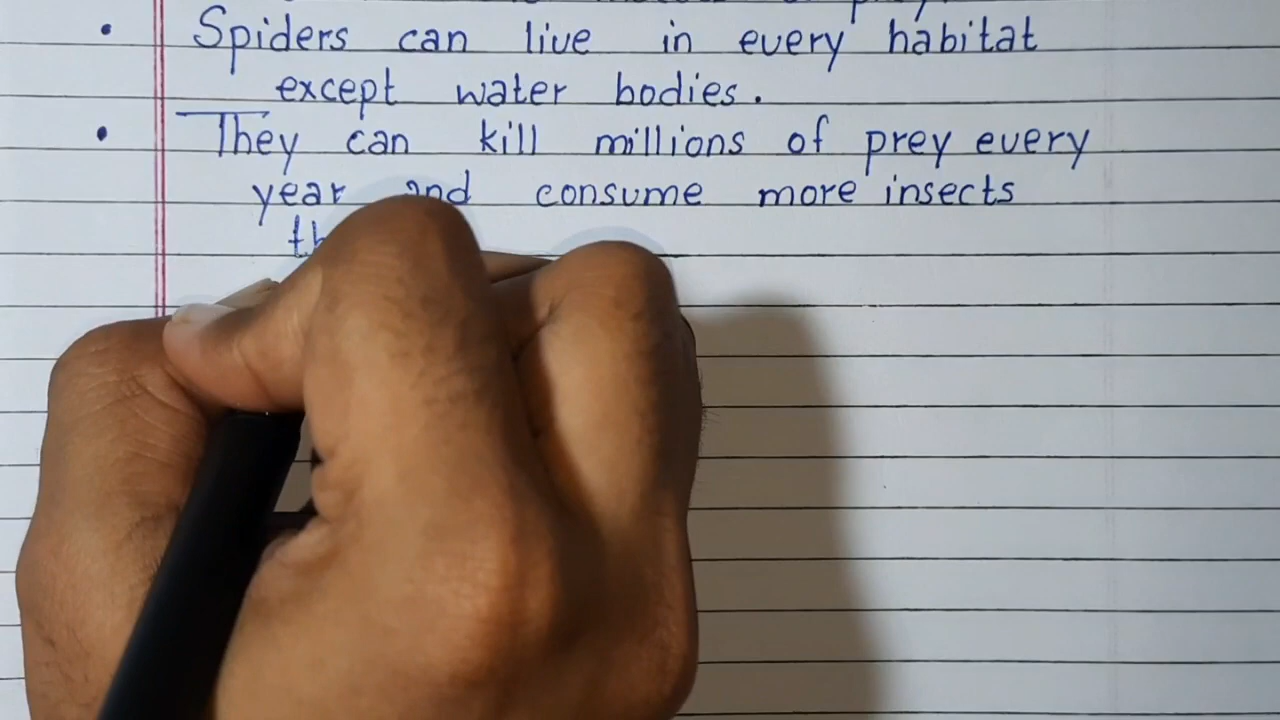 • Spiders can live in every habitat
except water bodies.
• They can kill millions of prey every
year and consume more insects